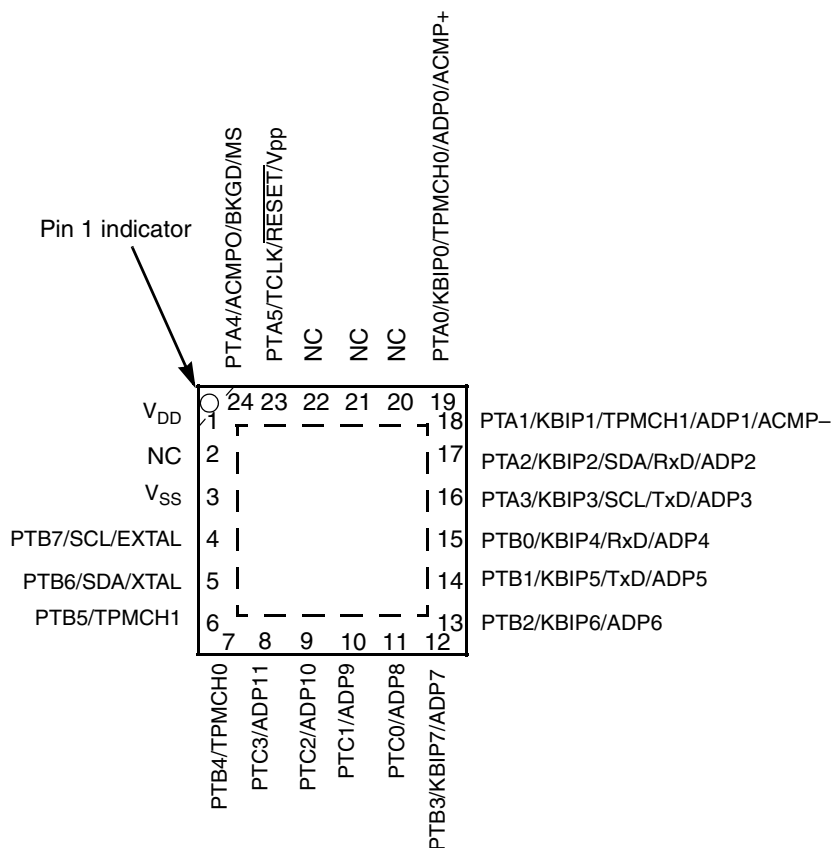 PTA4/ACMPO/BKGD/MS
PTA5/TCLK/RESET/Vpp
NC
NC
NC
PTA0/KBIP0/TPMCH0/ADP0/ACMP+
Pin 1 indicator
24 23 22 21 20 19
VDD 1
NC 2
VSS 3
PTB7/SCL/EXTAL 4
PTB6/SDA/XTAL 5
PTB5/TPMCH1 6
18 PTA1/KBIP1/TPMCH1/ADP1/ACMP–
17 PTA2/KBIP2/SDA/RxD/ADP2
16 PTA3/KBIP3/SCL/TxD/ADP3
15 PTB0/KBIP4/RxD/ADP4
14 PTB1/KBIP5/TxD/ADP5
13 PTB2/KBIP6/ADP6
7 8 9 10 11 12
PTB4/TPMCH0
PTC3/ADP11
PTC2/ADP10
PTC1/ADP9
PTC0/ADP8
PTB3/KBIP7/ADP7